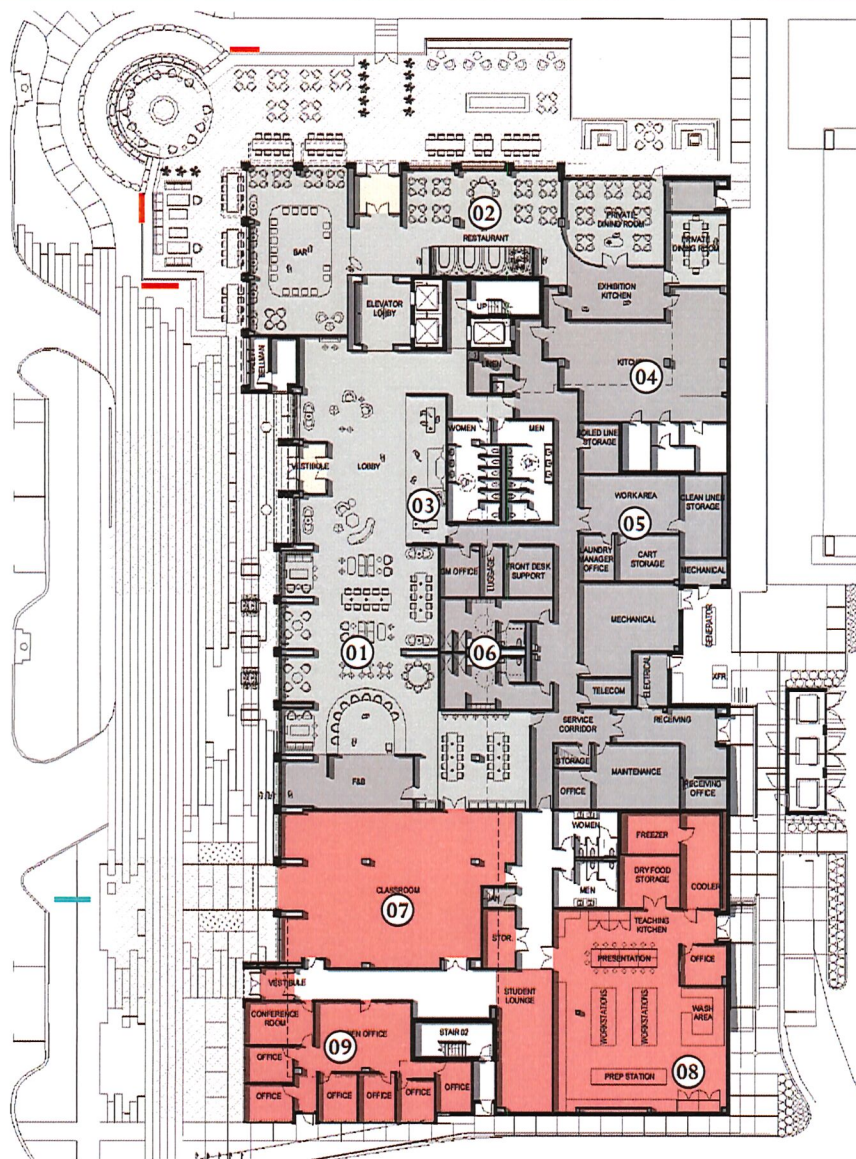 02
PRIVATE
DINING ROOM
RESTAURANT
BAR
PRIVATE
DINING ROOM
EXHIBITION
KITCHEN
ELEVATOR
LOBBY
UP
LINEN
KITCHEN
04
BELLMAN
WOMEN
MEN
SOILED LINEN
STORAGE
VESTIBULE
LOBBY
03
WORK AREA
CLEAN LINEN
STORAGE
05
GM OFFICE
LUGGAGE
FRONT DESK
SUPPORT
LAUNDRY
MANAGER
OFFICE
CART
STORAGE
MECHANICAL
MECHANICAL
GENERATOR
01
06
ELECTRICAL
XFR
TELECOM
SERVICE
CORRIDOR
RECEIVING
STORAGE
MAINTENANCE
OFFICE
RECEIVING
OFFICE
F&B
WOMEN
FREEZER
CLASSROOM
MEN
DRY FOOD
STORAGE
COOLER
07
STOR.
TEACHING
KITCHEN
PRESENTATION
OFFICE
VESTIBULE
STUDENT
LOUNGE
WORKSTATIONS
WORKSTATIONS
WASH
AREA
CONFERENCE
ROOM
09
OPEN OFFICE
STAIR 02
OFFICE
OFFICE
OFFICE
OFFICE
OFFICE
OFFICE
PREP STATION
08